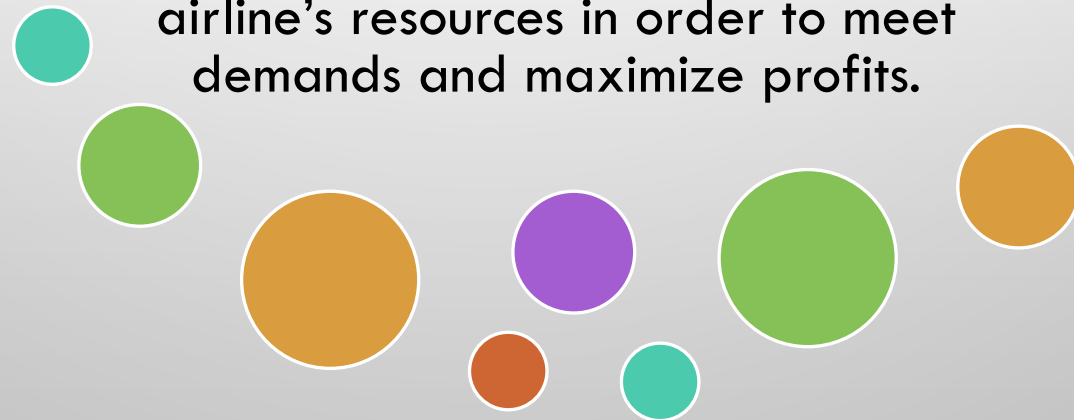 airline’s resources in order to meet
demands and maximize profits.